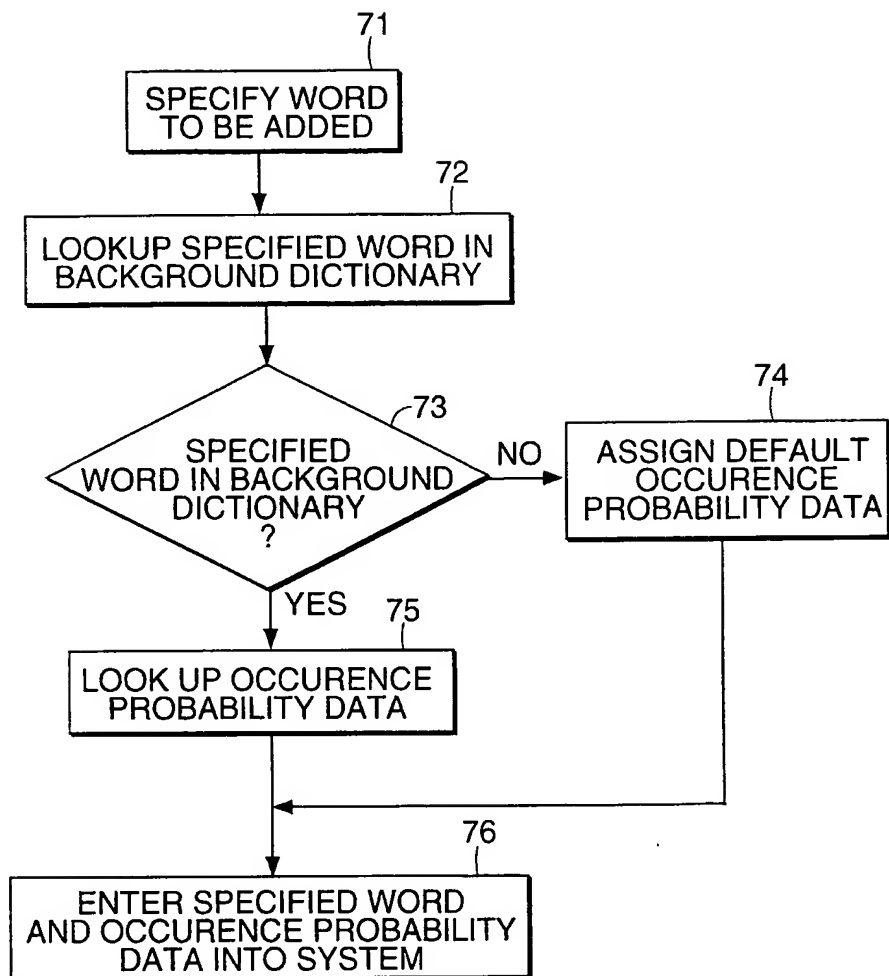 71
SPECIFY WORD
TO BE ADDED
72
LOOKUP SPECIFIED WORD IN
BACKGROUND DICTIONARY
73
SPECIFIED
WORD IN BACKGROUND
DICTIONARY
?
NO
74
ASSIGN DEFAULT
OCCURENCE
PROBABILITY DATA
YES
75
LOOK UP OCCURENCE
PROBABILITY DATA
76
ENTER SPECIFIED WORD
AND OCCURENCE PROBABILITY
DATA INTO SYSTEM